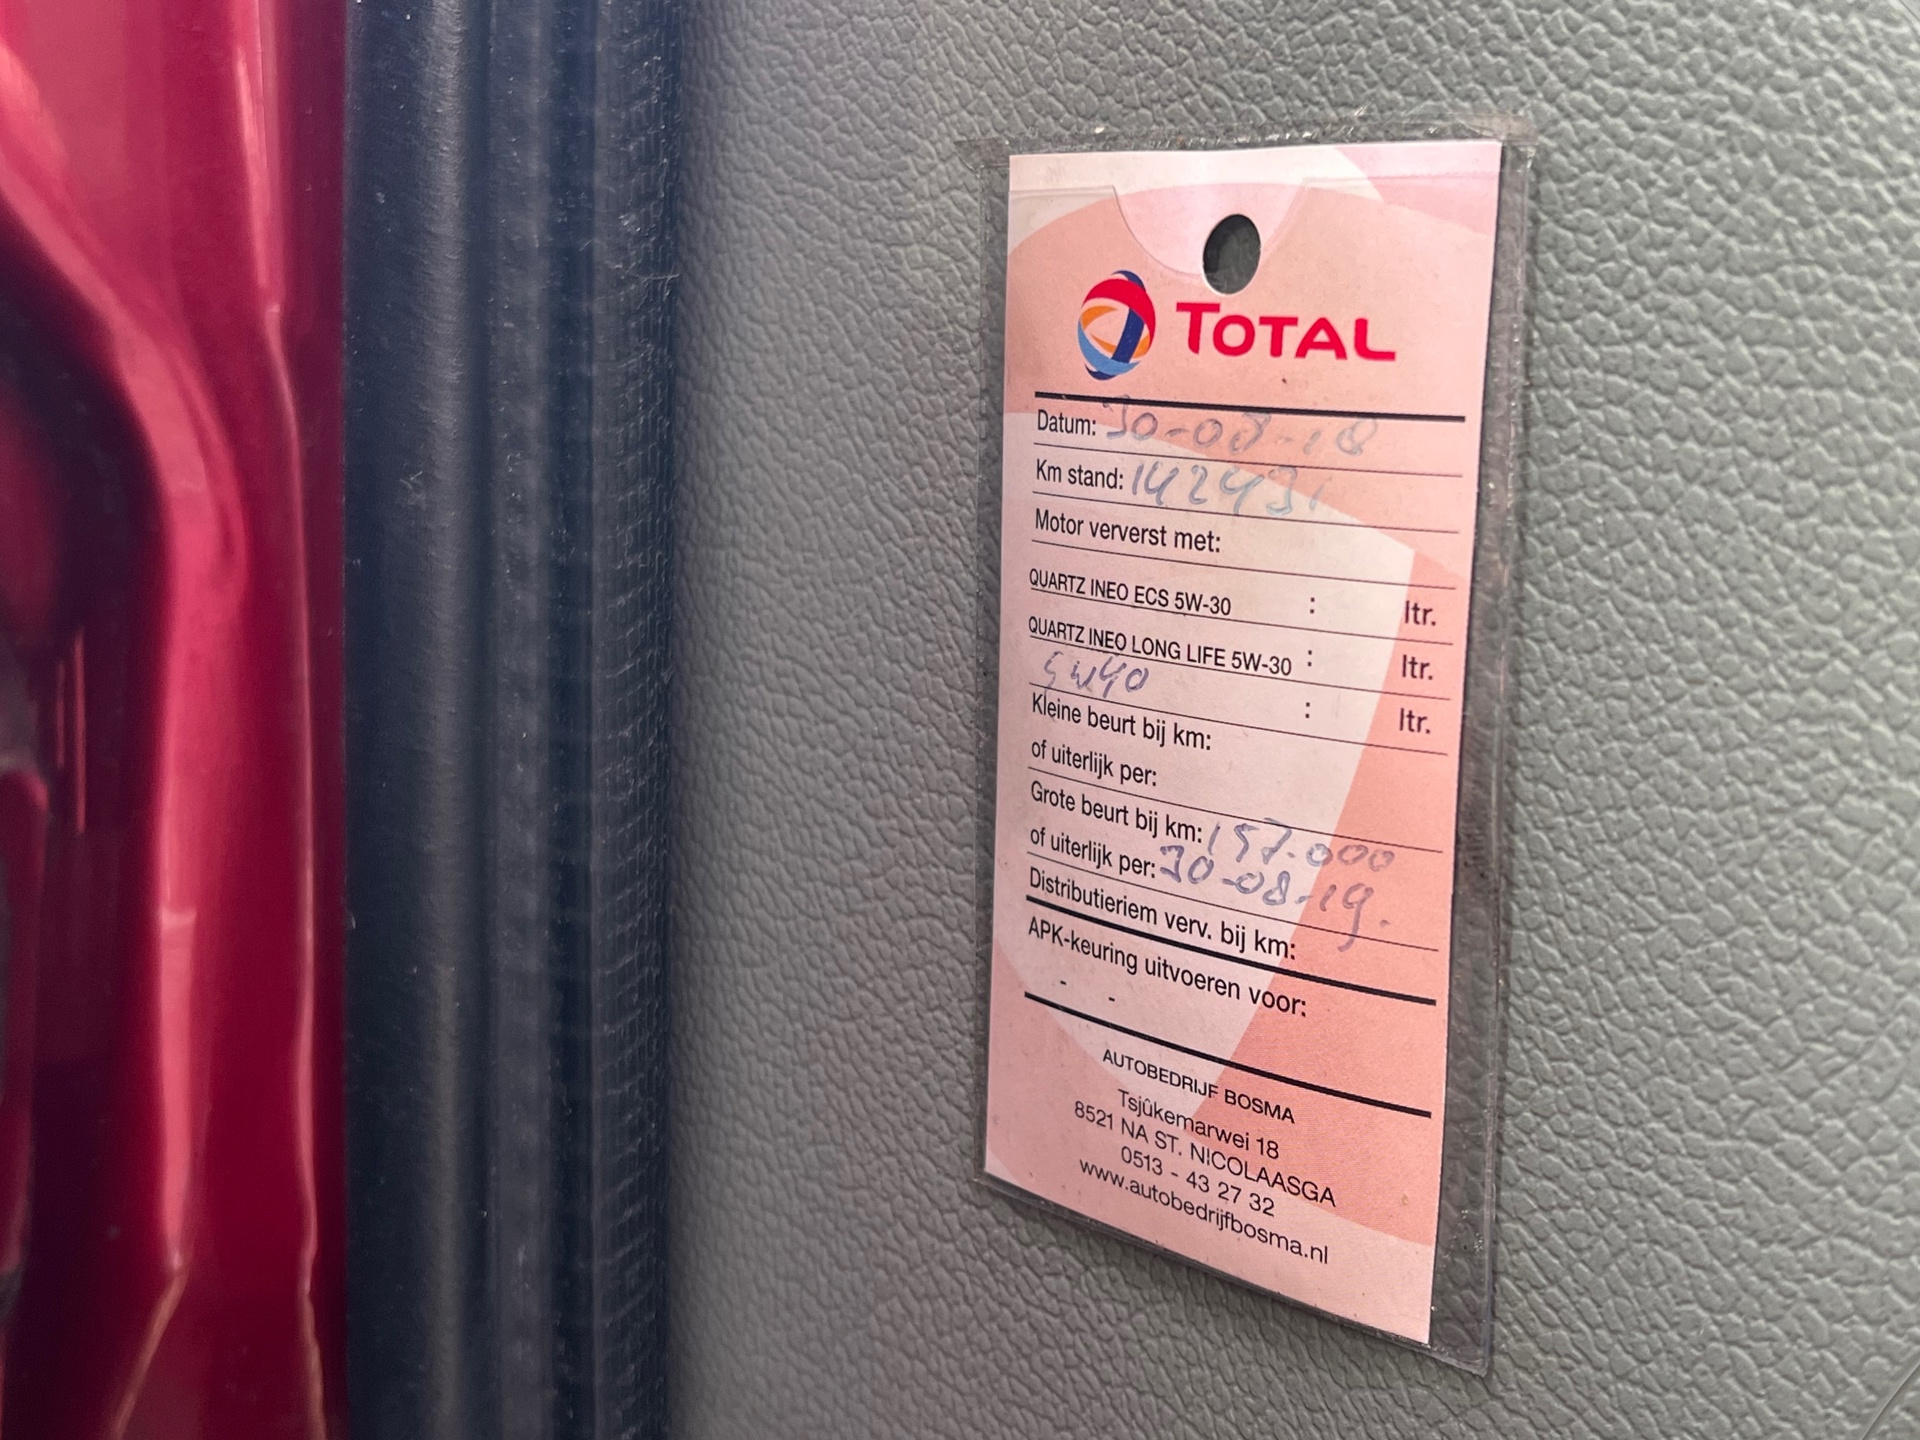 TOTAL
Datum: 30-08-18
Km stand: 142431
Motor ververst met:
QUARTZ INEO ECS 5W-30 : ltr.
QUARTZ INEO LONG LIFE 5W-30 : ltr.
5W40 : ltr.
Kleine beurt bij km:
of uiterlijk per:
Grote beurt bij km: 157.000
of uiterlijk per: 30-08-19.
Distributieriem verv. bij km:
APK-keuring uitvoeren voor:
- -
AUTOBEDRIJF BOSMA
Tsjûkemarwei 18
8521 NA ST. NICOLAASGA
0513 - 43 27 32
www.autobedrijfbosma.nl